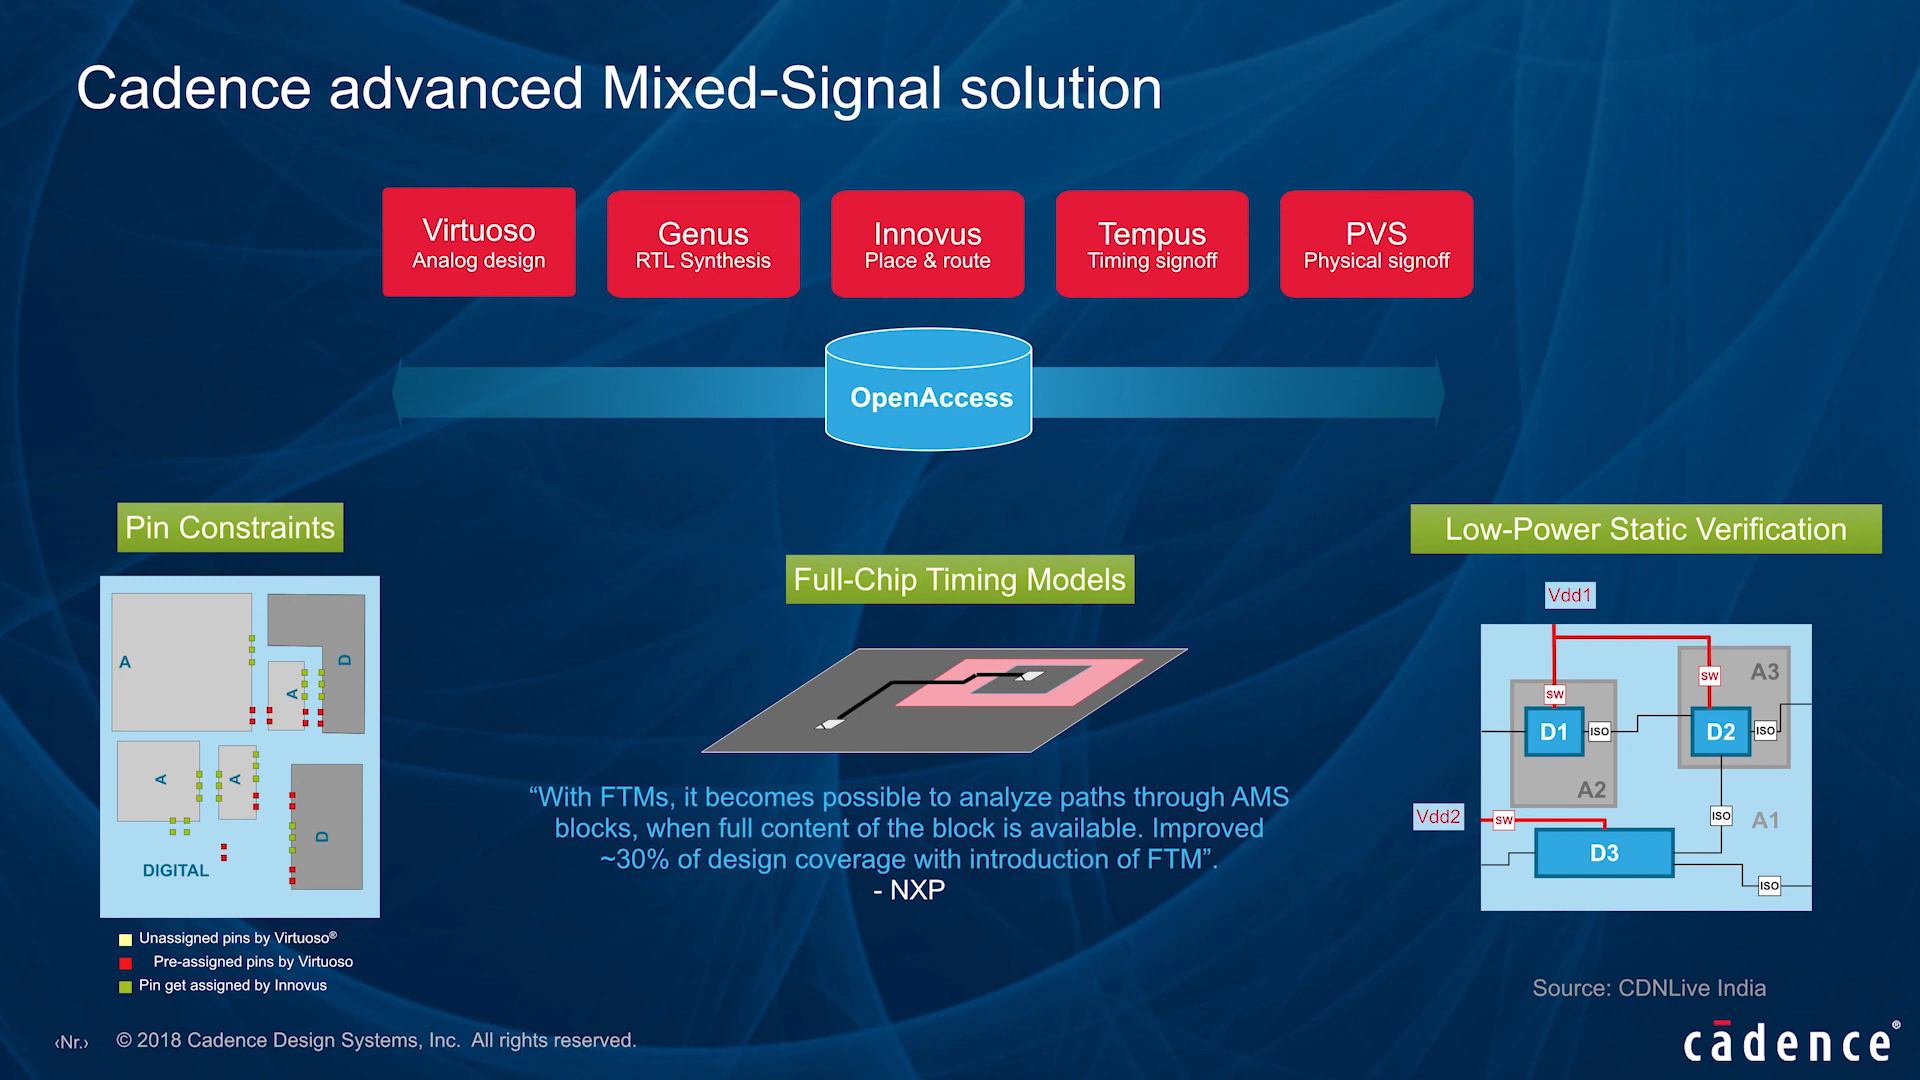 Cadence advanced Mixed-Signal solution
Virtuoso
Analog design
Genus
RTL Synthesis
Innovus
Place & route
Tempus
Timing signoff
PVS
Physical signoff
OpenAccess
Pin Constraints
A
D
A
A
A
D
DIGITAL
Unassigned pins by Virtuoso®
Pre-assigned pins by Virtuoso
Pin get assigned by Innovus
Full-Chip Timing Models
“With FTMs, it becomes possible to analyze paths through AMS
blocks, when full content of the block is available. Improved
~30% of design coverage with introduction of FTM”.
- NXP
Low-Power Static Verification
Vdd1
A3
SW
SW
D1
ISO
D2
ISO
A2
Vdd2
SW
ISO
A1
D3
ISO
Source: CDNLive India
‹Nr.›
© 2018 Cadence Design Systems, Inc. All rights reserved.
cādence®